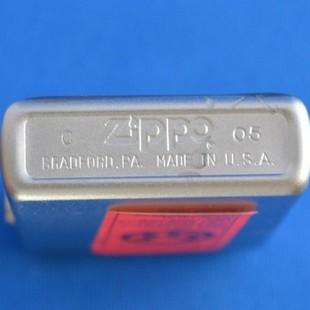 C Zippo 05
BRADFORD, PA. MADE IN U.S.A.